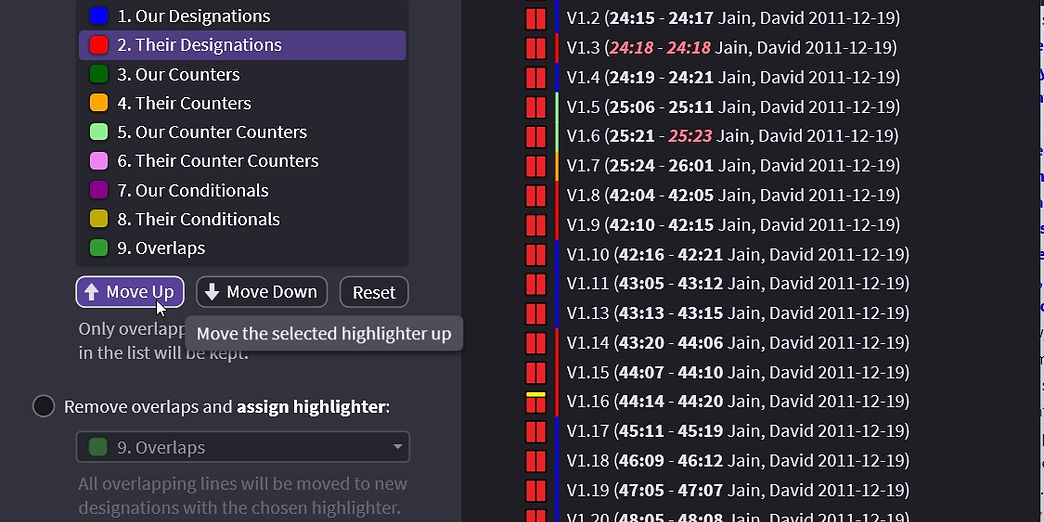 1. Our Designations
2. Their Designations
3. Our Counters
4. Their Counters
5. Our Counter Counters
6. Their Counter Counters
7. Our Conditionals
8. Their Conditionals
9. Overlaps
Move Up
Move Down
Reset
Only
Move the selected highlighter up
in the list will be kept.
Remove overlaps and assign highlighter:
9. Overlaps
All overlapping lines will be moved to new
designations with the chosen highlighter.
V1.2 (24:15 - 24:17 Jain, David 2011-12-19)
V1.3 (24:18 - 24:18 Jain, David 2011-12-19)
V1.4 (24:19 - 24:21 Jain, David 2011-12-19)
V1.5 (25:06 - 25:11 Jain, David 2011-12-19)
V1.6 (25:21 - 25:23 Jain, David 2011-12-19)
V1.7 (25:24 - 26:01 Jain, David 2011-12-19)
V1.8 (42:04 - 42:05 Jain, David 2011-12-19)
V1.9 (42:10 - 42:15 Jain, David 2011-12-19)
V1.10 (42:16 - 42:21 Jain, David 2011-12-19)
V1.11 (43:05 - 43:12 Jain, David 2011-12-19)
V1.13 (43:13 - 43:15 Jain, David 2011-12-19)
V1.14 (43:20 - 44:06 Jain, David 2011-12-19)
V1.15 (44:07 - 44:10 Jain, David 2011-12-19)
V1.16 (44:14 - 44:20 Jain, David 2011-12-19)
V1.17 (45:11 - 45:19 Jain, David 2011-12-19)
V1.18 (46:09 - 46:12 Jain, David 2011-12-19)
V1.19 (47:05 - 47:07 Jain, David 2011-12-19)
V1.20 (48:05 - 48:08 Jain, David 2011-12-19)